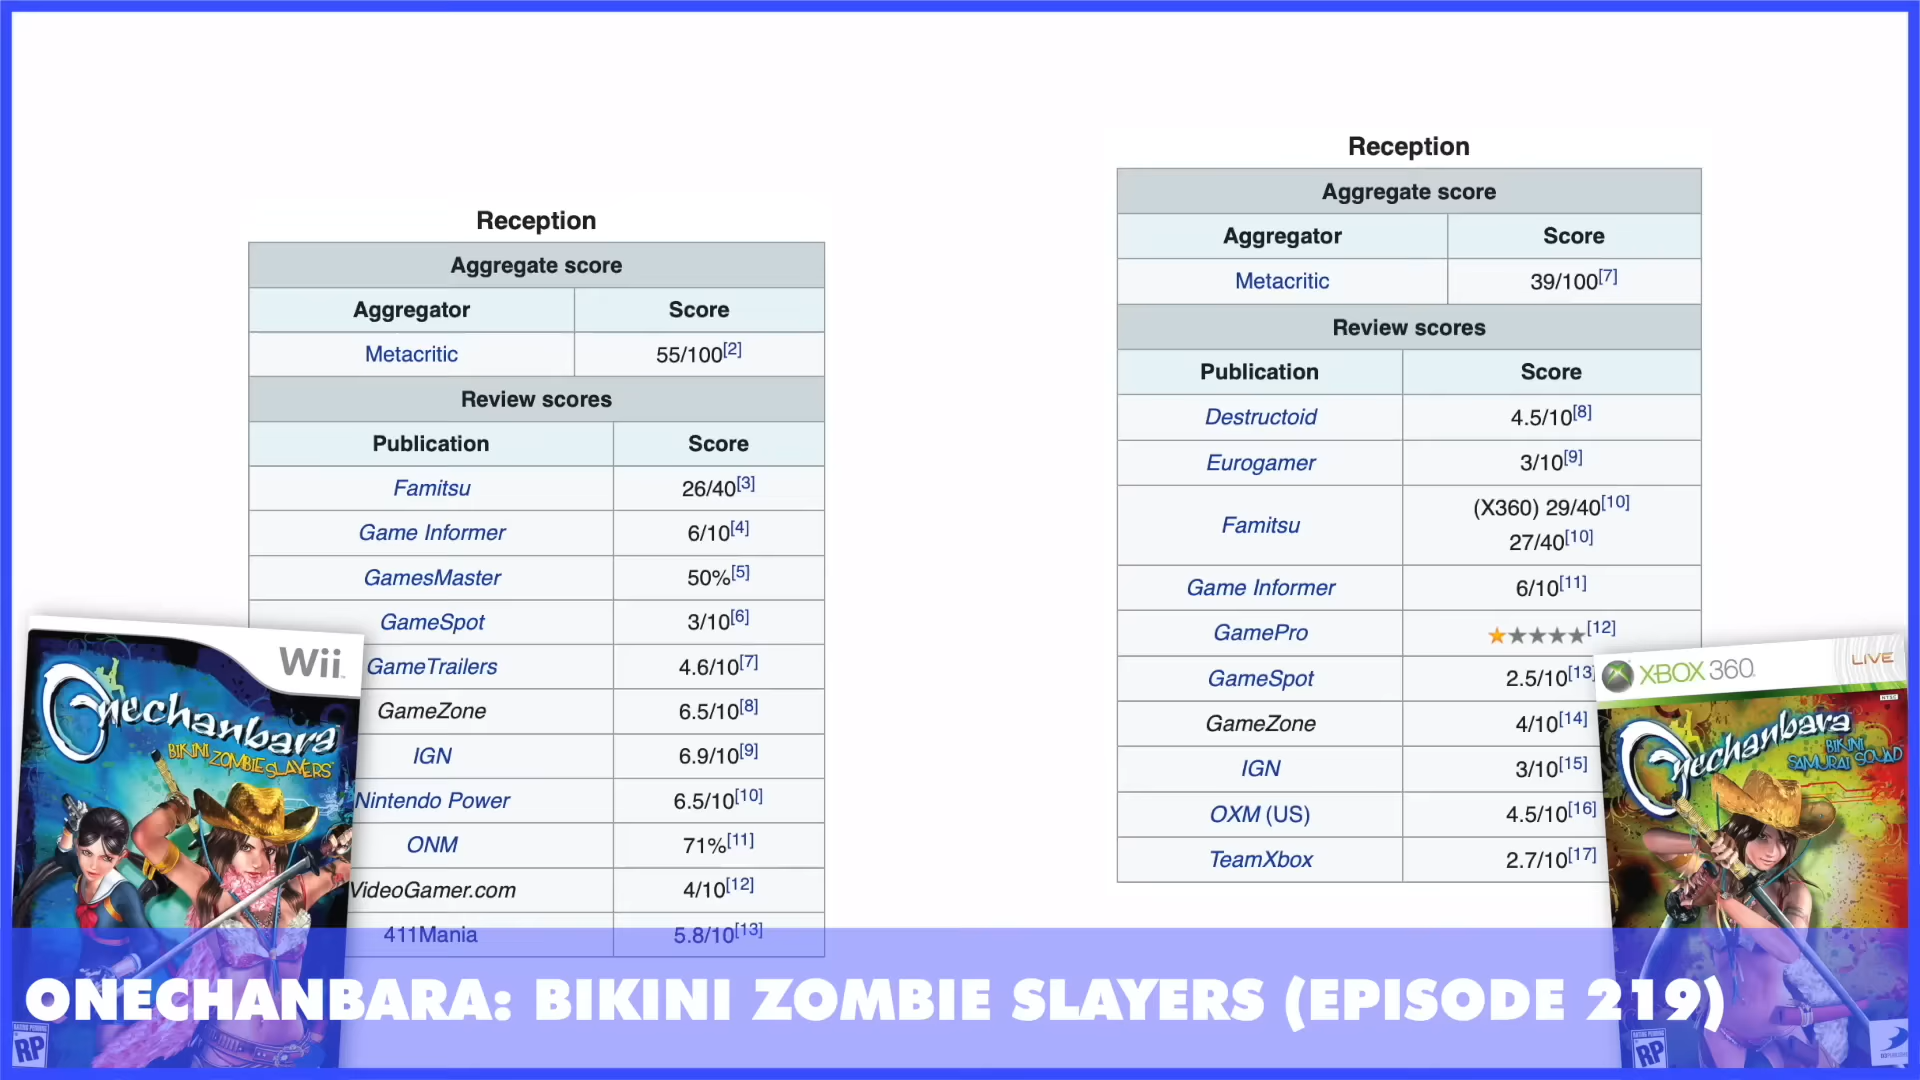 Reception
Aggregate score
Aggregator Score
Metacritic 55/100[2]
Review scores
Publication Score
Famitsu 26/40[3]
Game Informer 6/10[4]
GamesMaster 50%[5]
GameSpot 3/10[6]
GameTrailers 4.6/10[7]
GameZone 6.5/10[8]
IGN 6.9/10[9]
Nintendo Power 6.5/10[10]
ONM 71%[11]
VideoGamer.com 4/10[12]
411Mania 5.8/10[13]
Reception
Aggregate score
Aggregator Score
Metacritic 39/100[7]
Review scores
Publication Score
Destructoid 4.5/10[8]
Eurogamer 3/10[9]
Famitsu (X360) 29/40[10]
27/40[10]
Game Informer 6/10[11]
GamePro ★★★★★[12]
GameSpot 2.5/10[13]
GameZone 4/10[14]
IGN 3/10[15]
OXM (US) 4.5/10[16]
TeamXbox 2.7/10[17]
Wii
Onechanbara
BIKINI ZOMBIE SLAYERS
RP
XBOX 360
LIVE
NTSC
Onechanbara
BIKINI
SAMURAI SQUAD
RP
ONECHANBARA: BIKINI ZOMBIE SLAYERS (EPISODE 219)